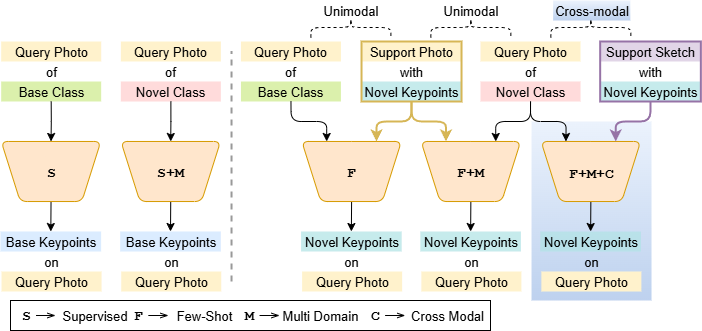 Unimodal Unimodal Cross-modal
Query Photo Query Photo Query Photo Support Photo Query Photo Support Sketch
of of of with of with
Base Class Novel Class Base Class Novel Keypoints Novel Class Novel Keypoints
S S+M F F+M F+M+C
Base Keypoints Base Keypoints Novel Keypoints Novel Keypoints Novel Keypoints
on on on on on
Query Photo Query Photo Query Photo Query Photo Query Photo
S → Supervised F → Few-Shot M → Multi Domain C → Cross Modal